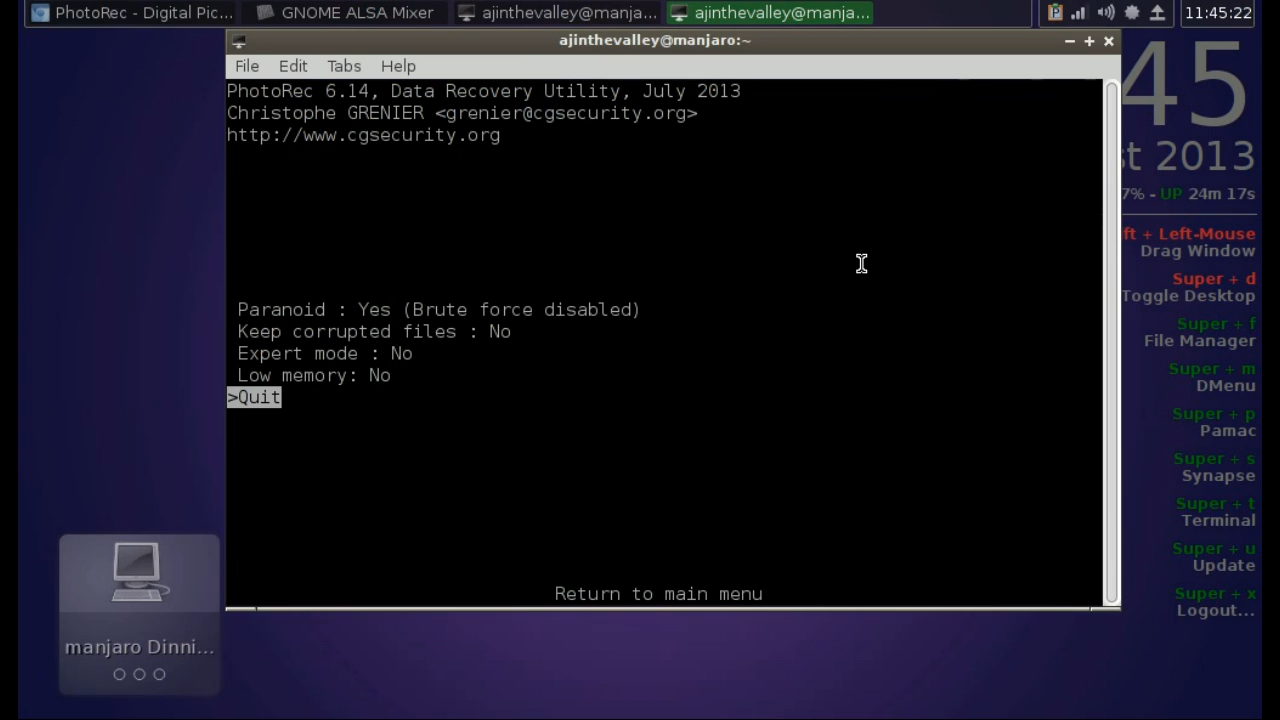 PhotoRec - Digital Pic...
GNOME ALSA Mixer
ajinthevalley@manja...
ajinthevalley@manja...
11:45:22
ajinthevalley@manjaro:~
File Edit Tabs Help
PhotoRec 6.14, Data Recovery Utility, July 2013
Christophe GRENIER <grenier@cgsecurity.org>
http://www.cgsecurity.org
Paranoid : Yes (Brute force disabled)
Keep corrupted files : No
Expert mode : No
Low memory: No
>Quit
Return to main menu
45
st 2013
7% - UP 24m 17s
ft + Left-Mouse
Drag Window
Super + d
Toggle Desktop
Super + f
File Manager
Super + m
DMenu
Super + p
Pamac
Super + s
Synapse
Super + t
Terminal
Super + u
Update
Super + x
Logout...
manjaro Dinni...